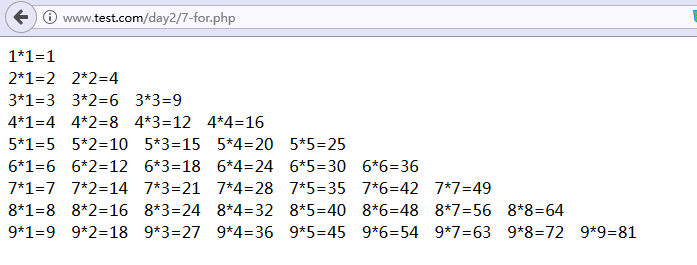 www.test.com/day2/7-for.php
1*1=1
2*1=2 2*2=4
3*1=3 3*2=6 3*3=9
4*1=4 4*2=8 4*3=12 4*4=16
5*1=5 5*2=10 5*3=15 5*4=20 5*5=25
6*1=6 6*2=12 6*3=18 6*4=24 6*5=30 6*6=36
7*1=7 7*2=14 7*3=21 7*4=28 7*5=35 7*6=42 7*7=49
8*1=8 8*2=16 8*3=24 8*4=32 8*5=40 8*6=48 8*7=56 8*8=64
9*1=9 9*2=18 9*3=27 9*4=36 9*5=45 9*6=54 9*7=63 9*8=72 9*9=81